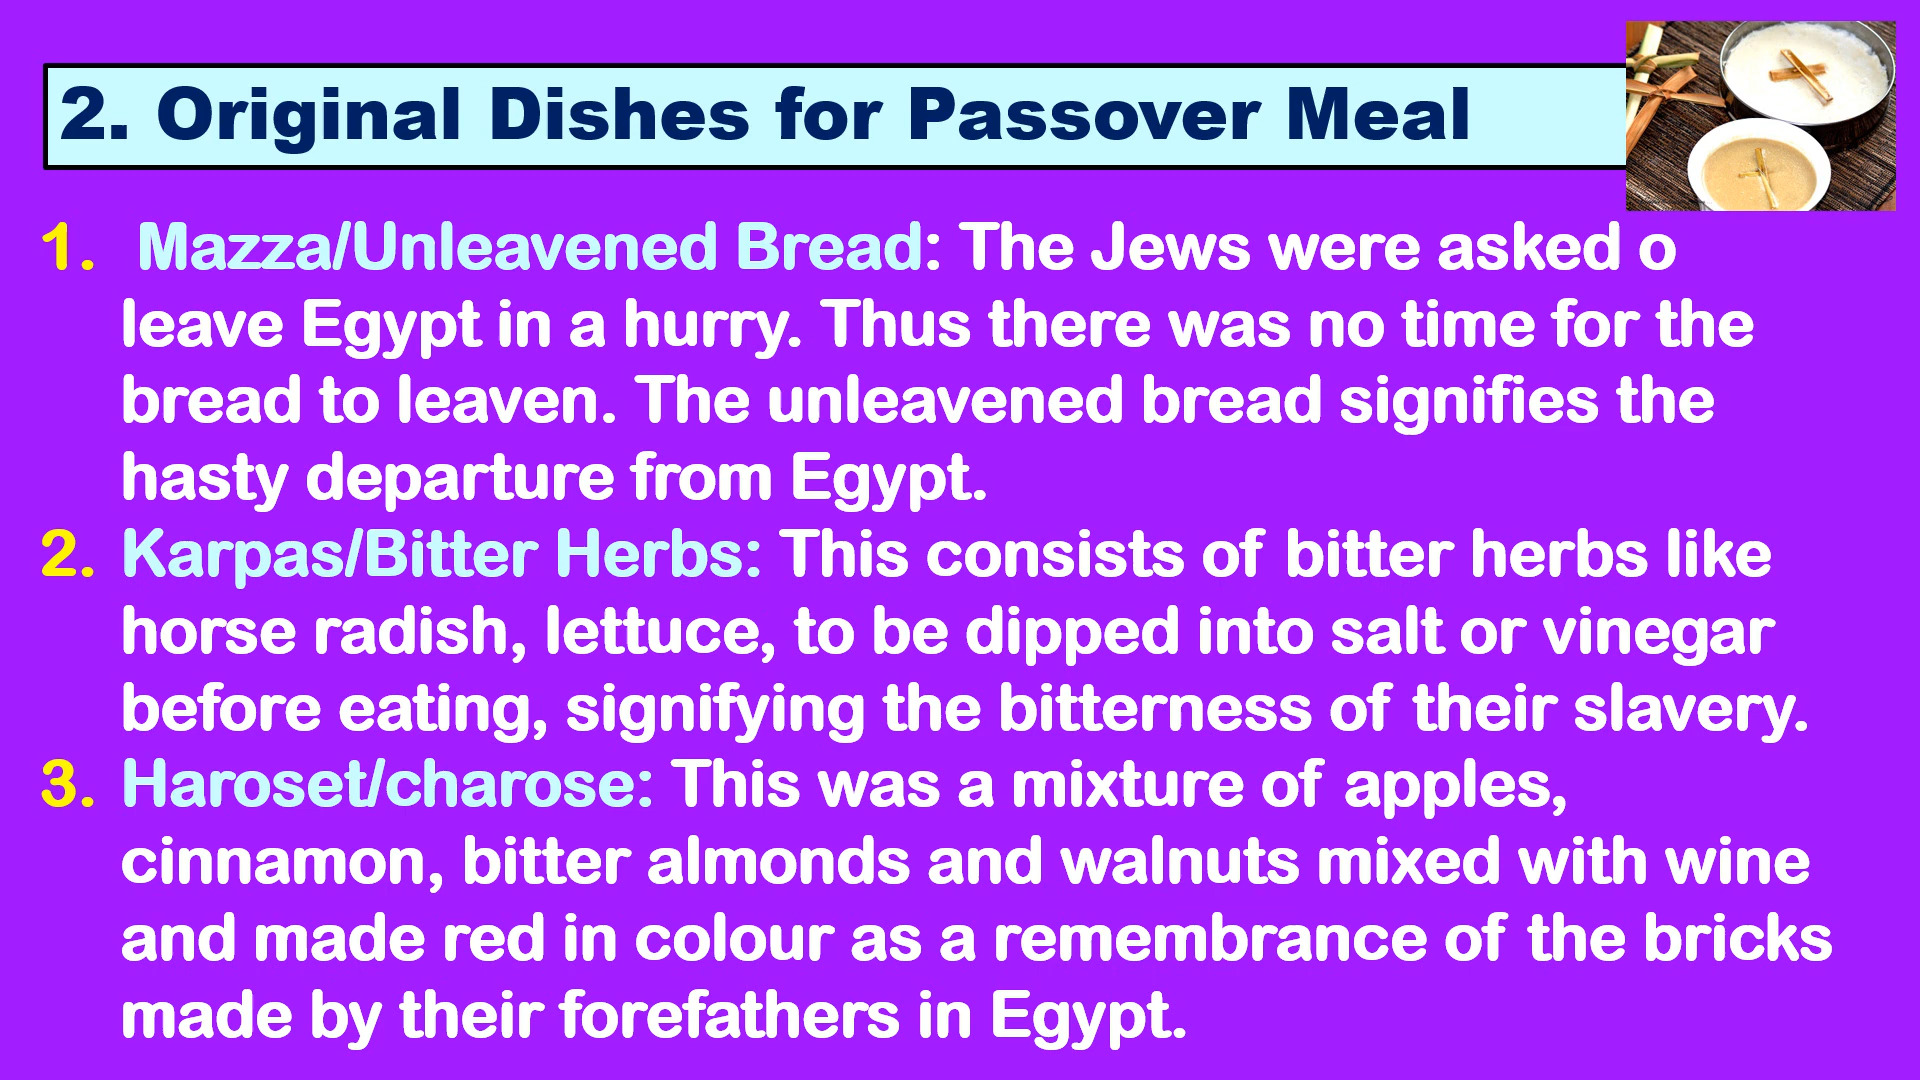 2. Original Dishes for Passover Meal
1. Mazza/Unleavened Bread: The Jews were asked o
leave Egypt in a hurry. Thus there was no time for the
bread to leaven. The unleavened bread signifies the
hasty departure from Egypt.
2. Karpas/Bitter Herbs: This consists of bitter herbs like
horse radish, lettuce, to be dipped into salt or vinegar
before eating, signifying the bitterness of their slavery.
3. Haroset/charose: This was a mixture of apples,
cinnamon, bitter almonds and walnuts mixed with wine
and made red in colour as a remembrance of the bricks
made by their forefathers in Egypt.